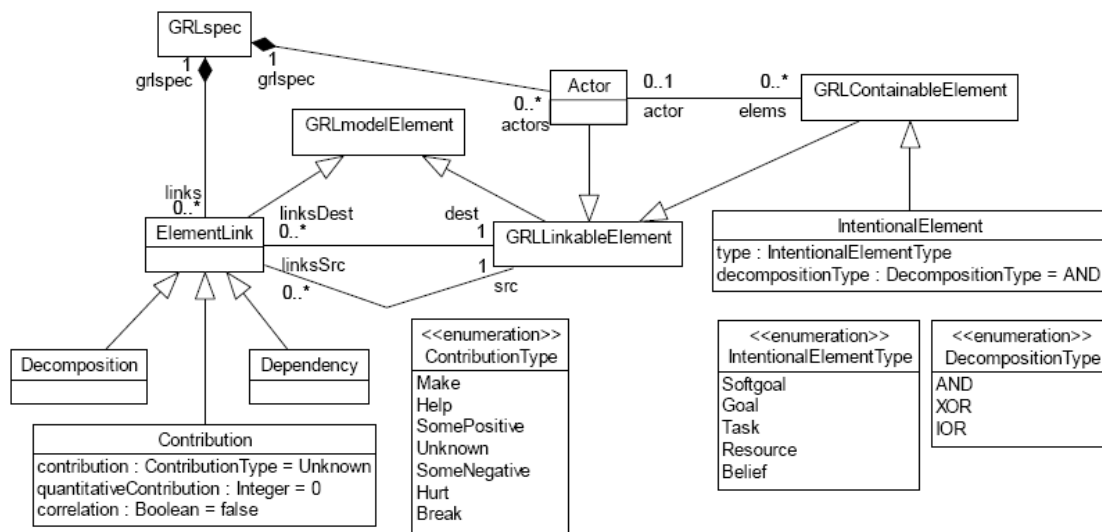 GRLspec
1
grlspec
1
grlspec
Actor
0..*
actors
0..1
actor
0..*
elems
GRLContainableElement
GRLmodelElement
links
0..*
ElementLink
linksDest
0..*
dest
1
linksSrc
0..*
1
src
GRLLinkableElement
IntentionalElement
type : IntentionalElementType
decompositionType : DecompositionType = AND
Decomposition
Dependency
Contribution
contribution : ContributionType = Unknown
quantitativeContribution : Integer = 0
correlation : Boolean = false
<<enumeration>>
ContributionType
Make
Help
SomePositive
Unknown
SomeNegative
Hurt
Break
<<enumeration>>
IntentionalElementType
Softgoal
Goal
Task
Resource
Belief
<<enumeration>>
DecompositionType
AND
XOR
IOR